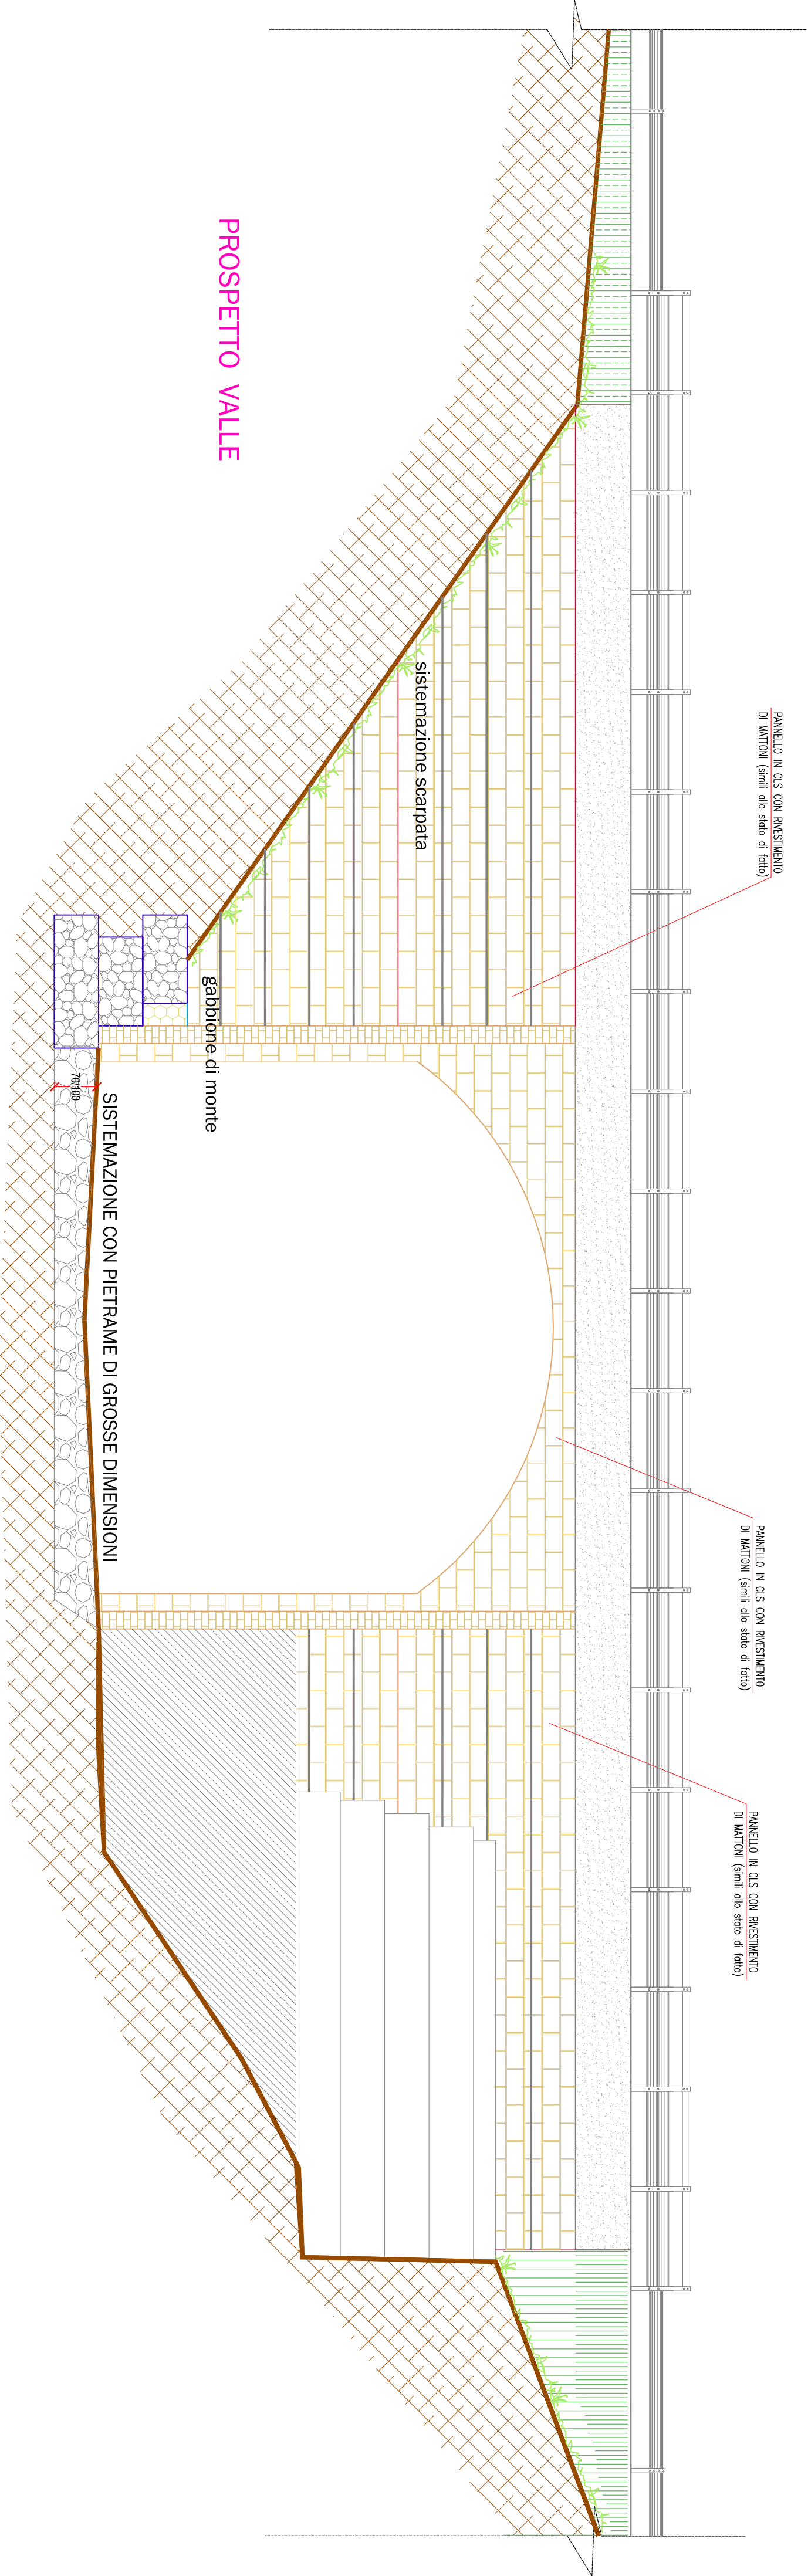 PANNELLO IN CLS CON RIVESTIMENTO
DI MATTONI (simili allo stato di fatto)
PANNELLO IN CLS CON RIVESTIMENTO
DI MATTONI (simili allo stato di fatto)
PANNELLO IN CLS CON RIVESTIMENTO
DI MATTONI (simili allo stato di fatto)
sistemazione scarpata
PROSPETTO VALLE
gabbione di monte
SISTEMAZIONE CON PIETRAME DI GROSSE DIMENSIONI
70/100